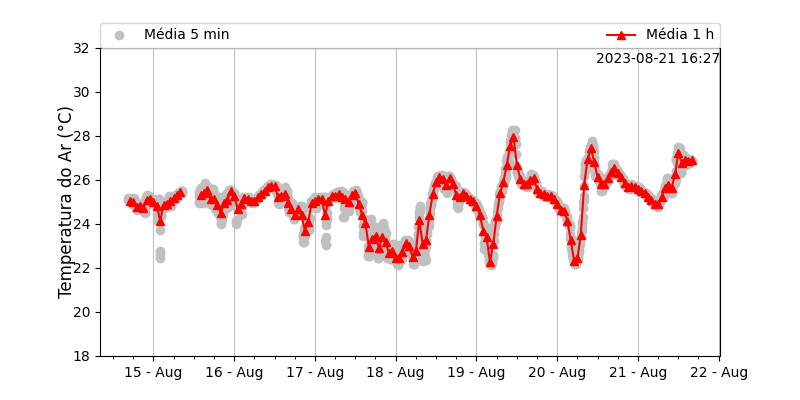 Média 5 min
Média 1 h
2023-08-21 16:27
Temperatura do Ar (°C)
32
30
28
26
24
22
20
18
15 - Aug
16 - Aug
17 - Aug
18 - Aug
19 - Aug
20 - Aug
21 - Aug
22 - Aug